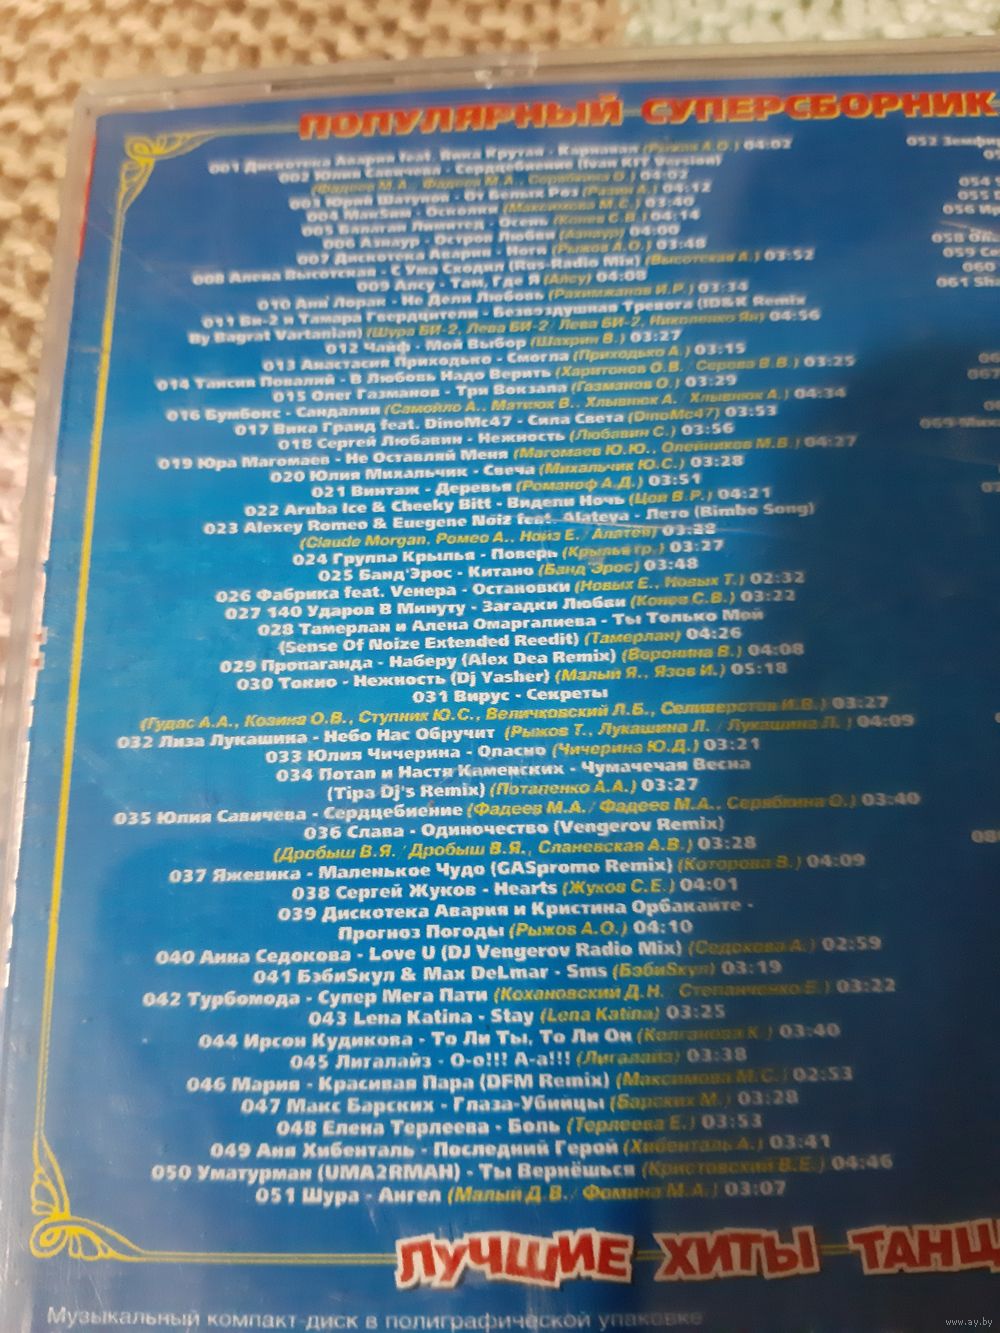 ПОПУЛЯРНЫЙ СУПЕРСБОРНИК
001 Дискотека Авария feat. Вика Крутая - Карнавал (Рыжов А.О.) 04:02
002 Юлия Савичева - Сердцебиение (Ivan KIT Version)
(Фадеев М.А., Фадеев М.А., Серябкина О.) 04:02
003 Юрий Шатунов - От Белых Роз (Разин А.) 04:12
004 МакSим - Осколки (Максимова М.С.) 03:40
005 Балаган Лимитед - Осень (Конев С.В.) 04:14
006 Азнаур - Остров Любви (Азнаур) 04:00
007 Дискотека Авария - Ноги (Рыжов А.О.) 03:48
008 Алена Высотская - С Ума Сходил (Rus-Radio Mix) (Высотская А.) 03:52
009 Алсу - Там, Где Я (Алсу) 04:08
010 Ани Лорак - Не Дели Любовь (Рахимжанов И.Р.) 03:34
011 Би-2 и Тамара Гвердцители - Безвоздушная Тревога (ID&K Remix
By Bagrat Vartanian) (Шура БИ-2, Лева БИ-2 / Лева БИ-2, Николенко Ян) 04:56
012 Чайф - Мой Выбор (Шахрин В.) 03:27
013 Анастасия Приходько - Смогла (Приходько А.) 03:15
014 Таисия Повалий - В Любовь Надо Верить (Харитонов О.В. / Серова В.В.) 03:25
015 Олег Газманов - Три Вокзала (Газманов О.) 03:29
016 Бумбокс - Сандалии (Самойло А., Матиюк В., Хлывнюк А. / Хлывнюк А.) 04:34
017 Вика Гранд feat. DinoMc47 - Сила Света (DinoMc47) 03:53
018 Сергей Любавин - Нежность (Любавин С.) 03:56
019 Юра Магомаев - Не Оставляй Меня (Магомаев Ю.Ю., Олейников М.В.) 04:27
020 Юлия Михальчик - Свеча (Михальчик Ю.С.) 03:28
021 Винтаж - Деревья (Романоф А.Д.) 03:51
022 Aruba Ice & Cheeky Bitt - Видели Ночь (Цой В.Р.) 04:21
023 Alexey Romeo & Euegene Noiz feat. Alateya - Лето (Bimbo Song)
(Claude Morgan, Ромео А., Нойз Е. / Алатея) 03:28
024 Группа Крылья - Поверь (Крылья гр.) 03:27
025 Банд'Эрос - Китано (Банд'Эрос) 03:48
026 Фабрика feat. Vенера - Остановки (Новых Е., Новых Т.) 02:32
027 140 Ударов В Минуту - Загадки Любви (Конев С.В.) 03:22
028 Тамерлан и Алена Омаргалиева - Ты Только Мой
(Sense Of Noize Extended Reedit) (Тамерлан) 04:26
029 Пропаганда - Наберу (Alex Dea Remix) (Воронина В.) 04:08
030 Токио - Нежность (Dj Yasher) (Малый Я., Язов И.) 05:18
031 Вирус - Секреты
(Гудас А.А., Козина О.В., Ступник Ю.С., Величковский Л.Б., Селиверстов И.В.) 03:27
032 Лиза Лукашина - Небо Нас Обручит (Рыжов Т., Лукашина Л. / Лукашина Л.) 04:09
033 Юлия Чичерина - Опасно (Чичерина Ю.Д.) 03:21
034 Потап и Настя Каменских - Чумачечая Весна
(Tipa Dj's Remix) (Потапенко А.А.) 03:27
035 Юлия Савичева - Сердцебиение (Фадеев М.А. / Фадеев М.А., Серябкина О.) 03:40
036 Слава - Одиночество (Vengerov Remix)
(Дробыш В.Я. / Дробыш В.Я., Сланевская А.В.) 03:28
037 Яжевика - Маленькое Чудо (GASpromo Remix) (Которова В.) 04:09
038 Сергей Жуков - Hearts (Жуков С.Е.) 04:01
039 Дискотека Авария и Кристина Орбакайте -
Прогноз Погоды (Рыжов А.О.) 04:10
040 Анна Седокова - Love U (DJ Vengerov Radio Mix) (Седокова А.) 02:59
041 БэбиSкул & Max DeLmar - Sms (БэбиSкул) 03:19
042 Турбомода - Супер Мега Пати (Кохановский Д.Н. / Степанченко Е.) 03:22
043 Lena Katina - Stay (Lena Katina) 03:25
044 Ирсон Кудикова - То Ли Ты, То Ли Он (Колганова К.) 03:40
045 Лигалайз - О-о!!! А-а!!! (Лигалайз) 03:38
046 Мария - Красивая Пара (DFM Remix) (Максимова М.С.) 02:53
047 Макс Барских - Глаза-Убийцы (Барских М.) 03:28
048 Елена Терлеева - Боль (Терлеева Е.) 03:53
049 Аня Хибенталь - Последний Герой (Хибенталь А.) 03:41
050 Уматурман (UMA2RMAH) - Ты Вернёшься (Кристовский В.Е.) 04:46
051 Шура - Ангел (Малый Д.В. / Фомина М.А.) 03:07
052 Земфи
054
056 Ир
059
060
061 Sha
ЛУЧШИЕ ХИТЫ ТАНЦ
Музыкальный компакт-диск в полиграфической упаковке
www.ay.by